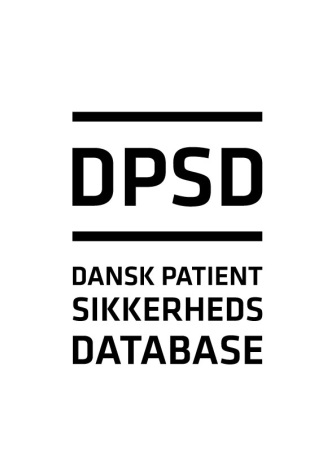 DPSD
DANSK PATIENT
SIKKERHEDS
DATABASE